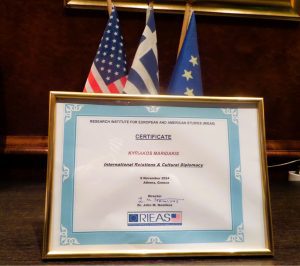 RESEARCH INSTITUTE FOR EUROPEAN AND AMERICAN STUDIES (RIEAS)
CERTIFICATE
KYRIAKOS MARIDAKIS
International Relations & Cultural Diplomacy
Athens, Greece
Director
Dr. John M. Nomikos
RIEAS